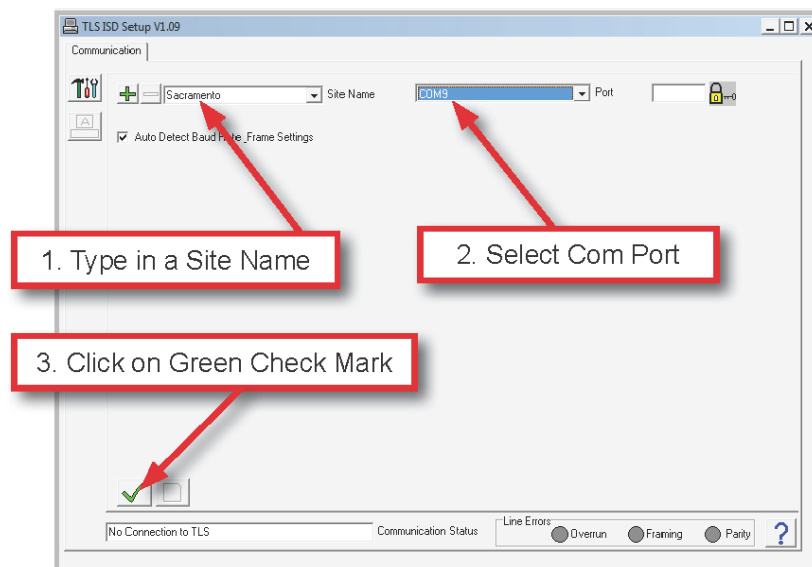 TLS ISD Setup V1.09
Communication
Sacramento
Site Name
COM9
Port
Auto Detect Baud Rate_Frame Settings
1. Type in a Site Name
2. Select Com Port
3. Click on Green Check Mark
No Connection to TLS
Communication Status
Line Errors
Overrun
Framing
Parity